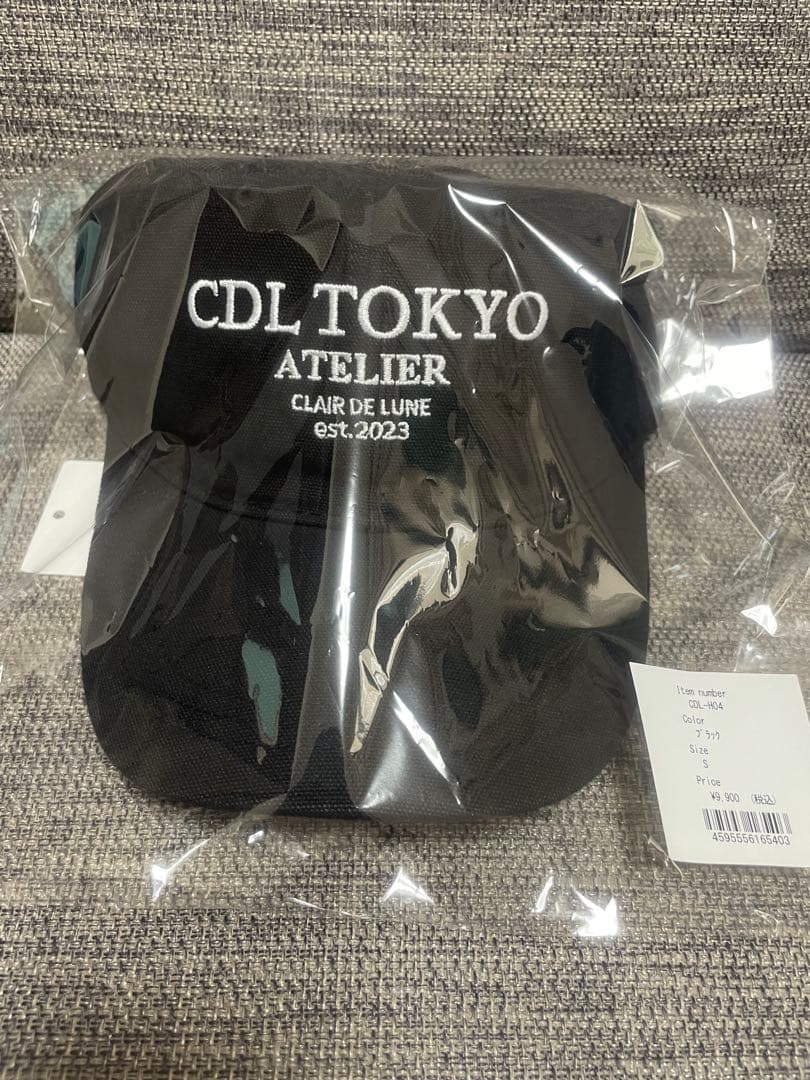 CDL TOKYO
ATELIER
CLAIR DE LUNE
est.2023
Item number
CDL-H04
Color
ブラック
Size
S
Price
¥9,900 (税込)
4595556165403